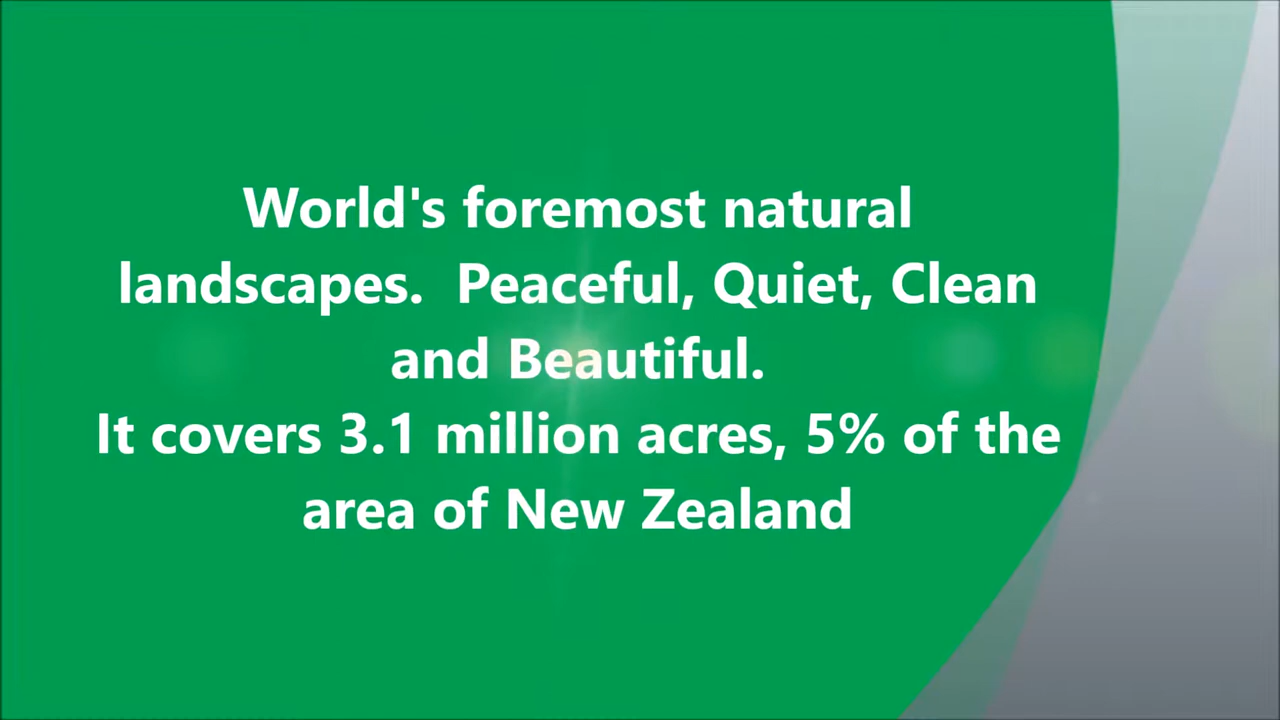 World's foremost natural
landscapes.  Peaceful, Quiet, Clean
and Beautiful.
It covers 3.1 million acres, 5% of the
area of New Zealand